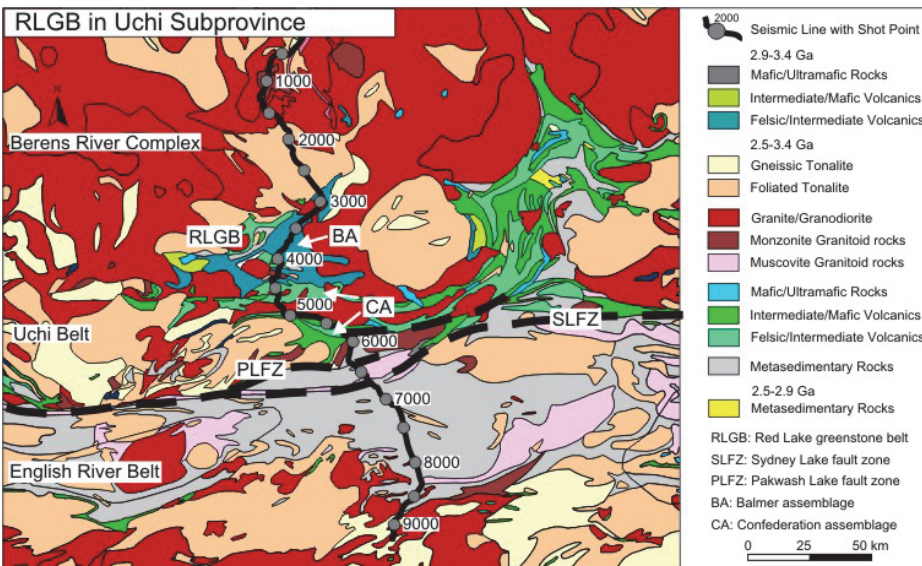 RLGB in Uchi Subprovince
1000
N
Berens River Complex
2000
3000
RLGB
BA
4000
5000
CA
SLFZ
Uchi Belt
6000
PLFZ
7000
English River Belt
8000
9000
2000
Seismic Line with Shot Point
2.9-3.4 Ga
Mafic/Ultramafic Rocks
Intermediate/Mafic Volcanics
Felsic/Intermediate Volcanics
2.5-3.4 Ga
Gneissic Tonalite
Foliated Tonalite
Granite/Granodiorite
Monzonite Granitoid rocks
Muscovite Granitoid rocks
Mafic/Ultramafic Rocks
Intermediate/Mafic Volcanics
Felsic/Intermediate Volcanics
Metasedimentary Rocks
2.5-2.9 Ga
Metasedimentary Rocks
RLGB: Red Lake greenstone belt
SLFZ: Sydney Lake fault zone
PLFZ: Pakwash Lake fault zone
BA: Balmer assemblage
CA: Confederation assemblage
0 25 50 km